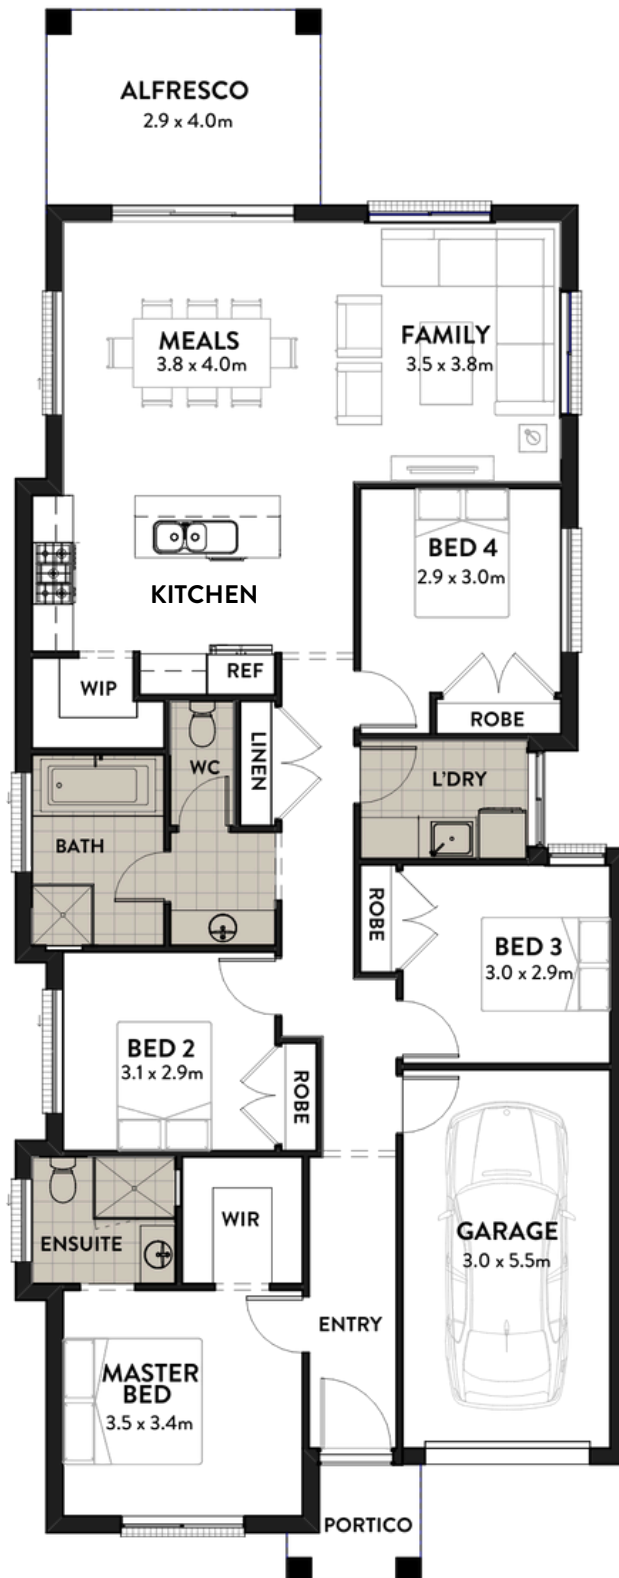 ALFRESCO
2.9 x 4.0m
MEALS
3.8 x 4.0m
FAMILY
3.5 x 3.8m
BED 4
2.9 x 3.0m
KITCHEN
REF
WIP
ROBE
LINEN
WC
L'DRY
BATH
ROBE
BED 3
3.0 x 2.9m
BED 2
3.1 x 2.9m
ROBE
WIR
ENSUITE
GARAGE
3.0 x 5.5m
ENTRY
MASTER
BED
3.5 x 3.4m
PORTICO